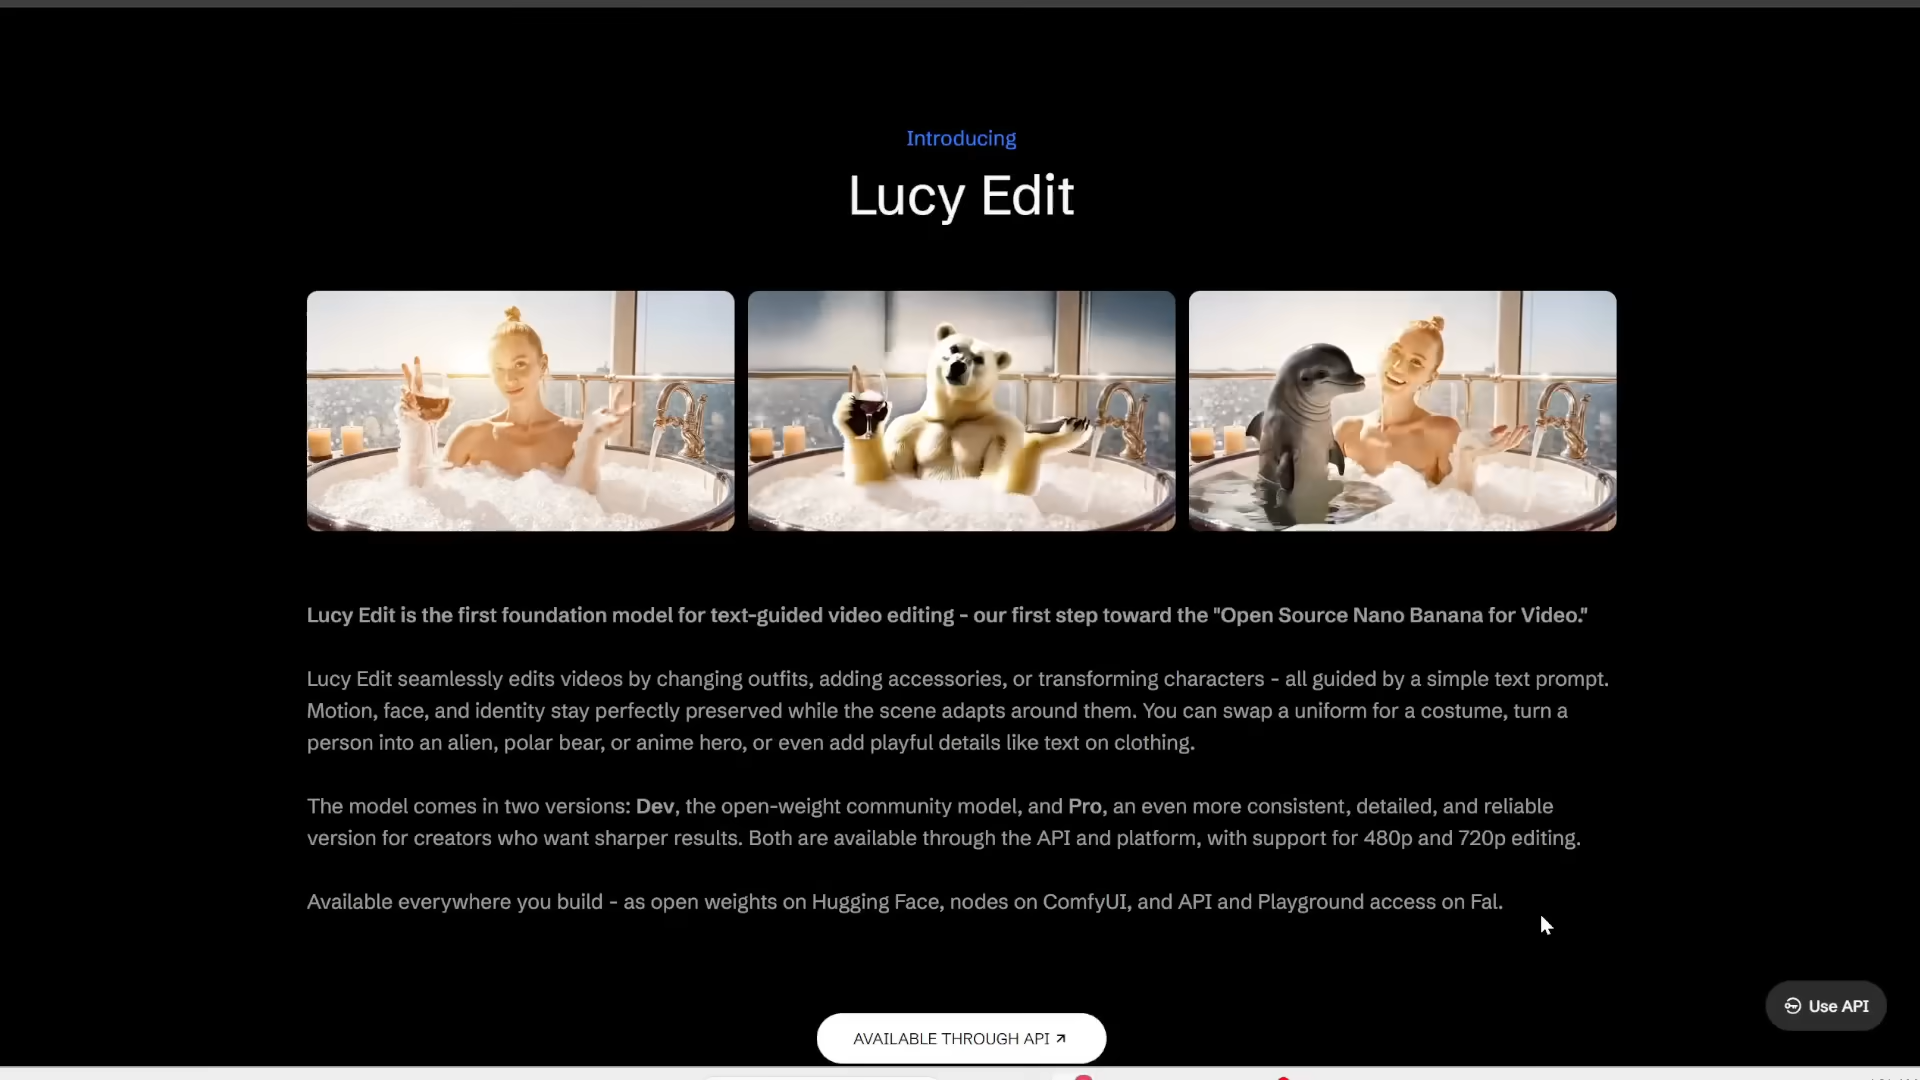 Introducing
Lucy Edit
Lucy Edit is the first foundation model for text-guided video editing - our first step toward the "Open Source Nano Banana for Video."
Lucy Edit seamlessly edits videos by changing outfits, adding accessories, or transforming characters - all guided by a simple text prompt.
Motion, face, and identity stay perfectly preserved while the scene adapts around them. You can swap a uniform for a costume, turn a
person into an alien, polar bear, or anime hero, or even add playful details like text on clothing.
The model comes in two versions: Dev, the open-weight community model, and Pro, an even more consistent, detailed, and reliable
version for creators who want sharper results. Both are available through the API and platform, with support for 480p and 720p editing.
Available everywhere you build - as open weights on Hugging Face, nodes on ComfyUI, and API and Playground access on Fal.
Use API
AVAILABLE THROUGH API ↗